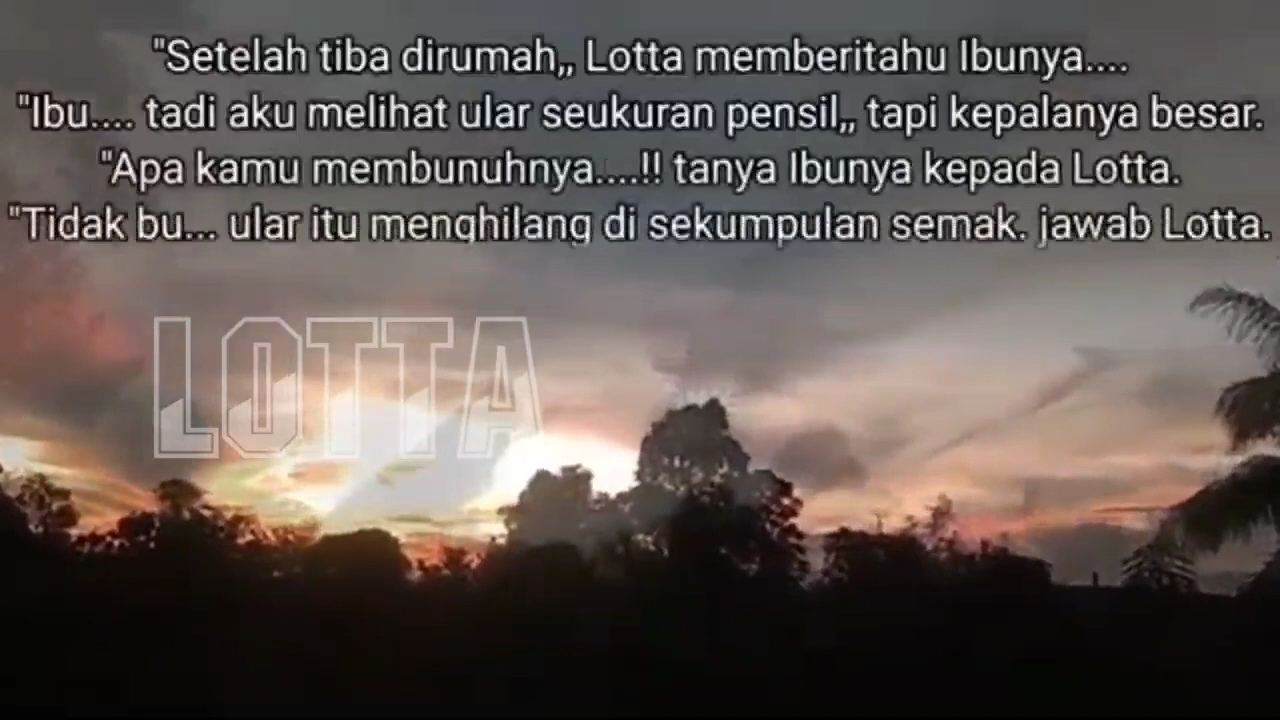 "Setelah tiba dirumah,, Lotta memberitahu Ibunya....
"Ibu.... tadi aku melihat ular seukuran pensil,, tapi kepalanya besar.
"Apa kamu membunuhnya....!! tanya Ibunya kepada Lotta.
"Tidak bu... ular itu menghilang di sekumpulan semak. jawab Lotta.
LOTTA